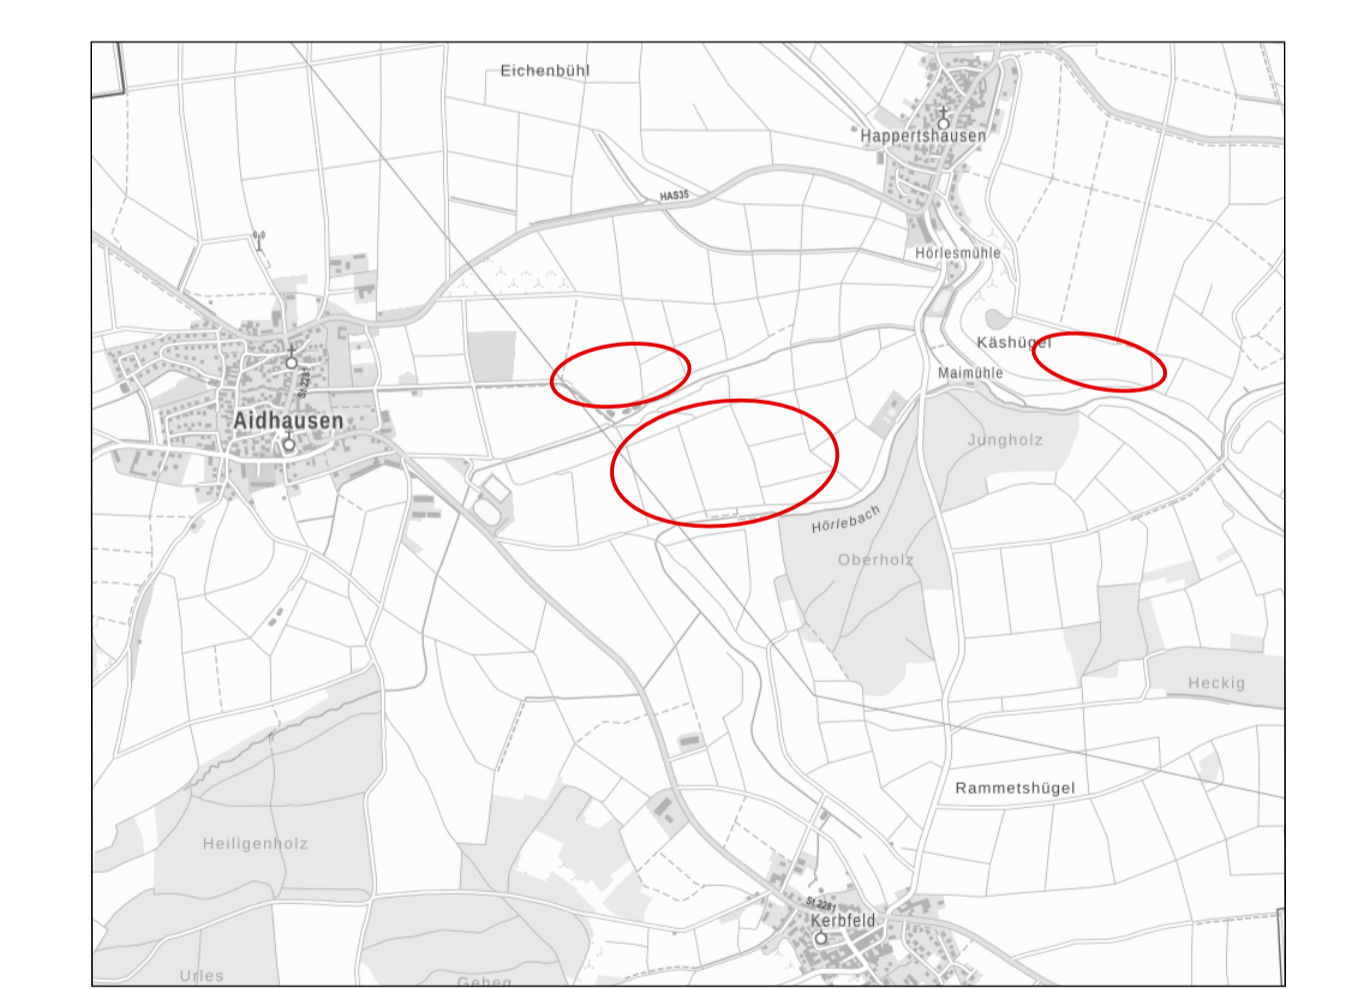 Eichenbühl
Happertshausen
HAS35
Hörlesmühle
Käshügel
Maimühle
St 2281
Aidhausen
Jungholz
Hörlebach
Oberholz
Heckig
Rammetshügel
Heiligenholz
St 2281
Kerbfeld
Urles
Geheg